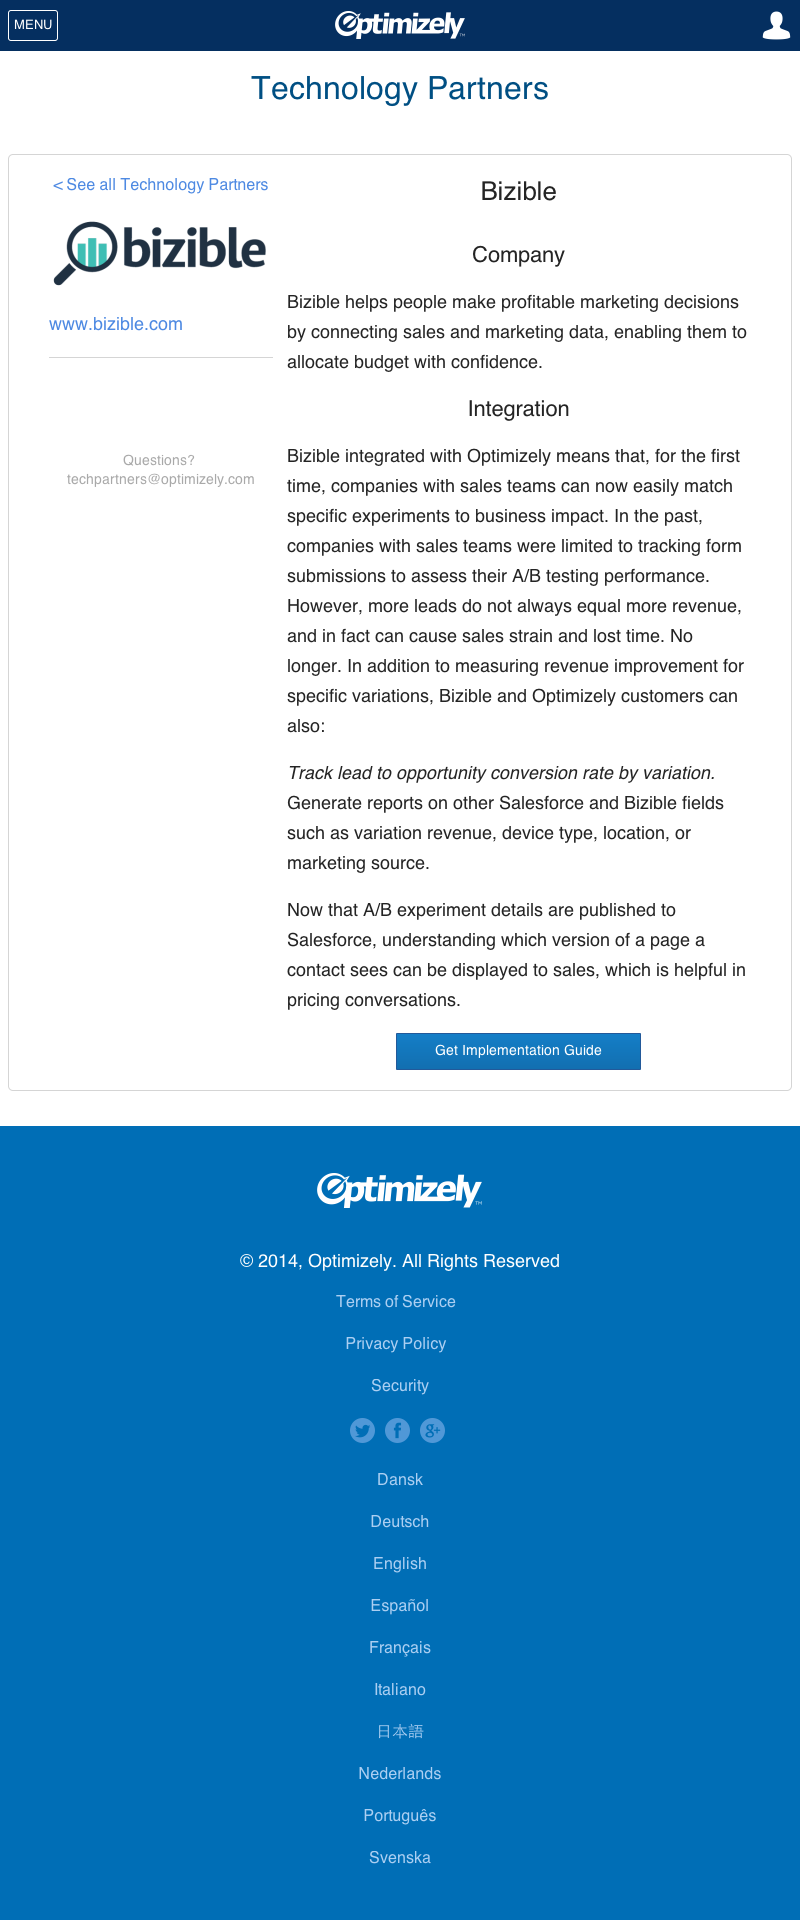 MENU
Optimizely
Technology Partners
< See all Technology Partners
bizible
www.bizible.com
Questions?
techpartners@optimizely.com
Bizible
Company
Bizible helps people make profitable marketing decisions
by connecting sales and marketing data, enabling them to
allocate budget with confidence.
Integration
Bizible integrated with Optimizely means that, for the first
time, companies with sales teams can now easily match
specific experiments to business impact. In the past,
companies with sales teams were limited to tracking form
submissions to assess their A/B testing performance.
However, more leads do not always equal more revenue,
and in fact can cause sales strain and lost time. No
longer. In addition to measuring revenue improvement for
specific variations, Bizible and Optimizely customers can
also:
Track lead to opportunity conversion rate by variation.
Generate reports on other Salesforce and Bizible fields
such as variation revenue, device type, location, or
marketing source.
Now that A/B experiment details are published to
Salesforce, understanding which version of a page a
contact sees can be displayed to sales, which is helpful in
pricing conversations.
Get Implementation Guide
Optimizely
© 2014, Optimizely. All Rights Reserved
Terms of Service
Privacy Policy
Security
Dansk
Deutsch
English
Español
Français
Italiano
日本語
Nederlands
Português
Svenska